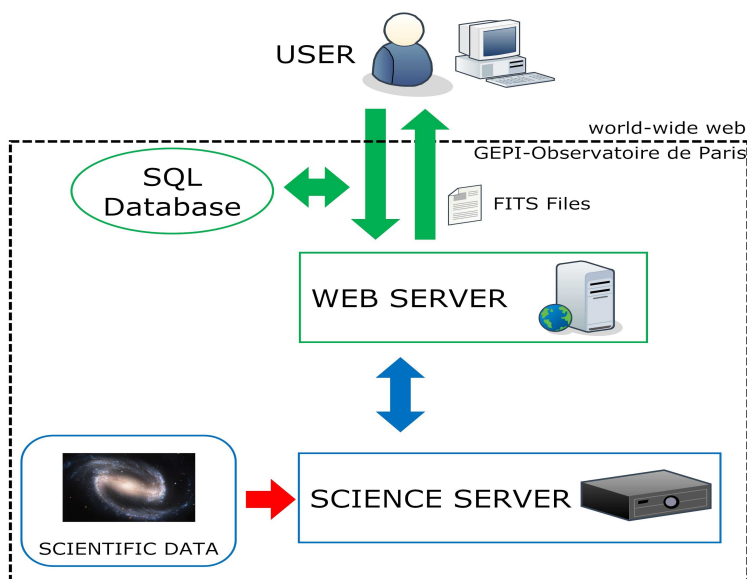 USER
world-wide web
GEPI-Observatoire de Paris
SQL
Database
FITS Files
WEB SERVER
SCIENCE SERVER
SCIENTIFIC DATA